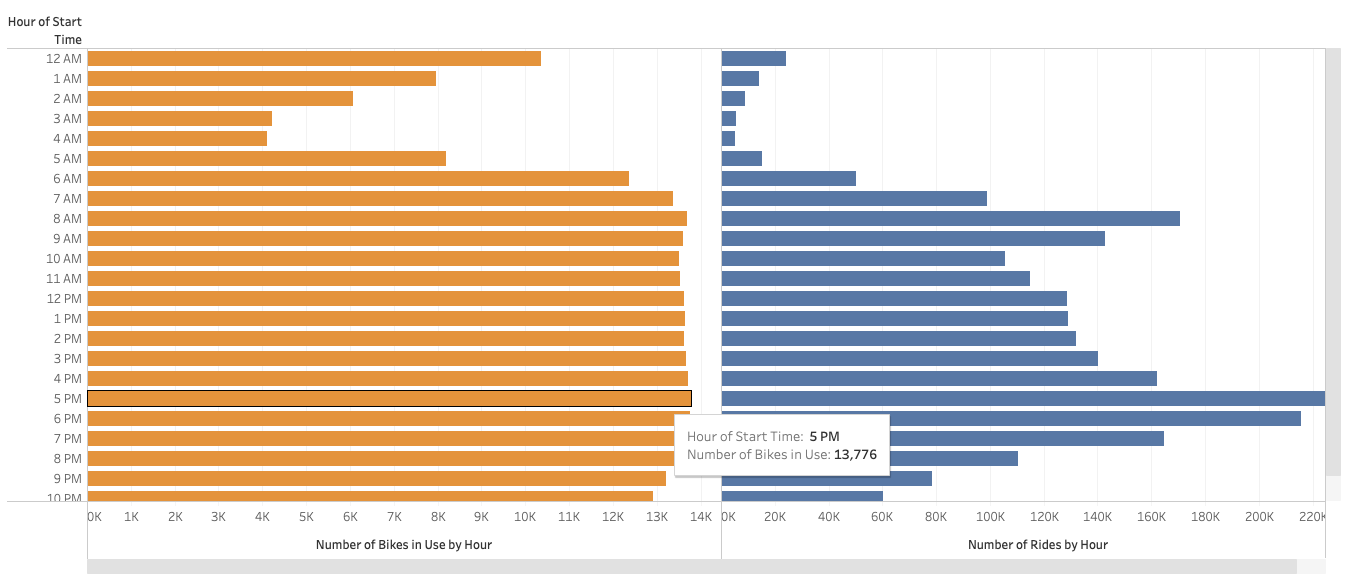 Hour of Start
Time
12 AM
1 AM
2 AM
3 AM
4 AM
5 AM
6 AM
7 AM
8 AM
9 AM
10 AM
11 AM
12 PM
1 PM
2 PM
3 PM
4 PM
5 PM
6 PM
7 PM
8 PM
9 PM
10 PM
Hour of Start Time: 5 PM
Number of Bikes in Use: 13,776
0K 1K 2K 3K 4K 5K 6K 7K 8K 9K 10K 11K 12K 13K 14K
0K 20K 40K 60K 80K 100K 120K 140K 160K 180K 200K 220K
Number of Bikes in Use by Hour
Number of Rides by Hour